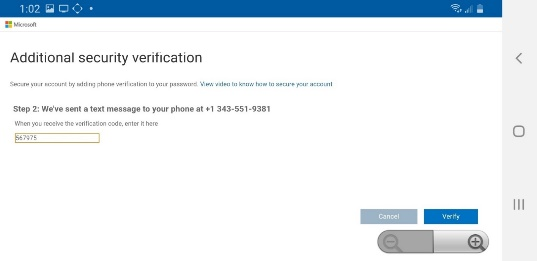 1:02
Microsoft
Additional security verification
Secure your account by adding phone verification to your password. View video to know how to secure your account
Step 2: We've sent a text message to your phone at +1 343-551-9381
When you receive the verification code, enter it here
567975
Cancel Verify